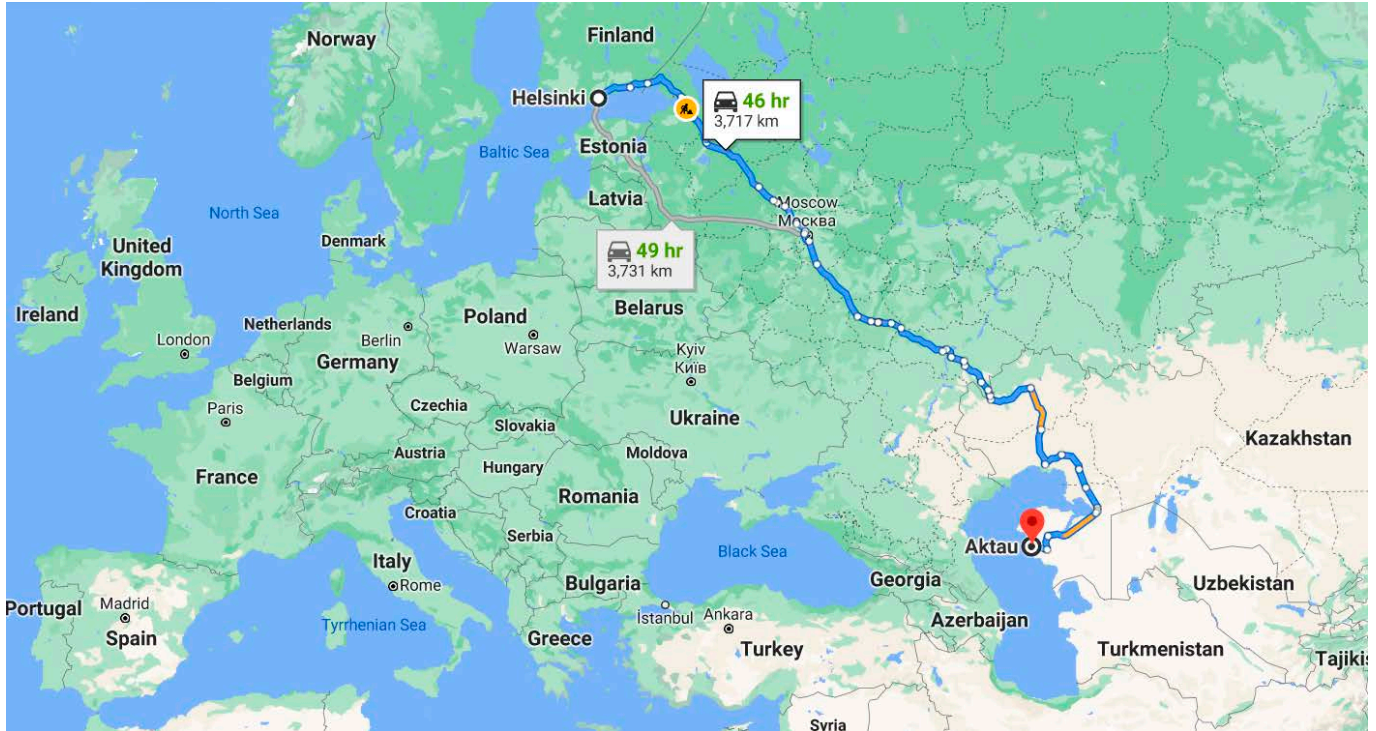 Norway
Finland
Helsinki
46 hr
3,717 km
Baltic Sea
Estonia
Latvia
Moscow
Москва
North Sea
Denmark
United
Kingdom
49 hr
3,731 km
Ireland
Netherlands
London
Berlin
Germany
Poland
Warsaw
Belarus
Kyiv
Київ
Belgium
Paris
Czechia
Slovakia
Ukraine
Kazakhstan
France
Austria
Hungary
Moldova
Romania
Croatia
Serbia
Black Sea
Aktau
Italy
Rome
Bulgaria
Georgia
Uzbekistan
Portugal
Madrid
Spain
Tyrrhenian Sea
Greece
İstanbul
Ankara
Turkey
Azerbaijan
Turkmenistan
Tajikis
Syria